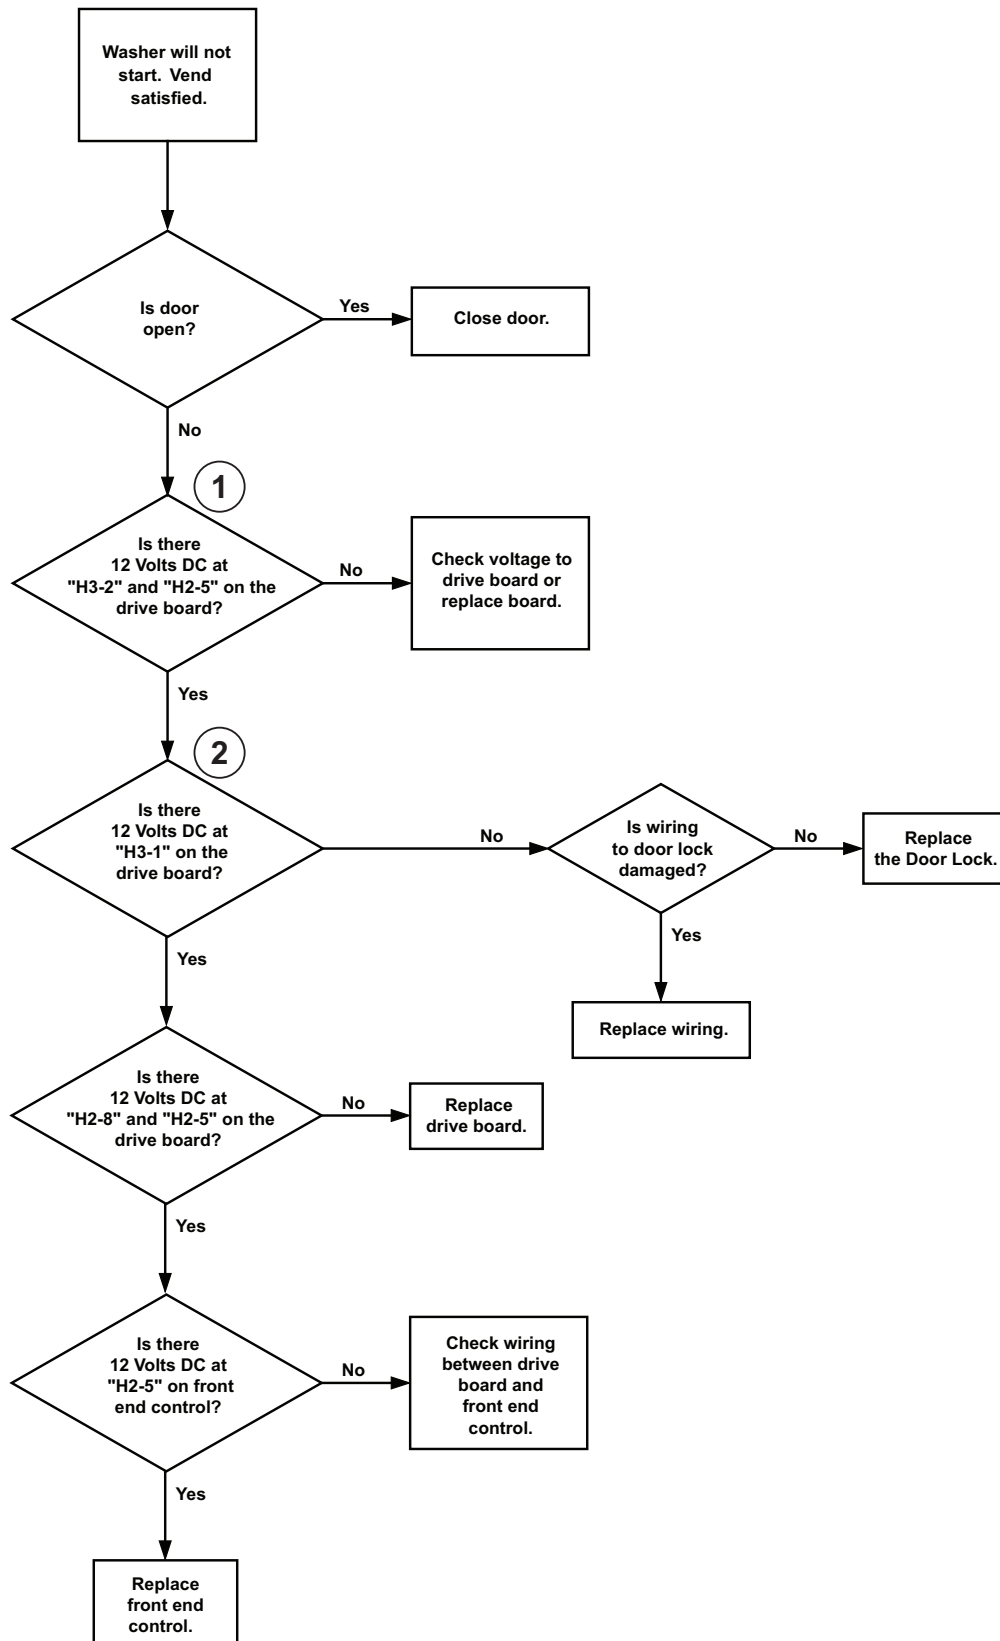 Washer will not
start. Vend
satisfied.
Is door
open?
Yes
Close door.
No
1
Is there
12 Volts DC at
"H3-2" and "H2-5" on the
drive board?
No
Check voltage to
drive board or
replace board.
Yes
2
Is there
12 Volts DC at
"H3-1" on the
drive board?
No
Is wiring
to door lock
damaged?
No
Replace
the Door Lock.
Yes
Replace wiring.
Yes
Is there
12 Volts DC at
"H2-8" and "H2-5" on the
drive board?
No
Replace
drive board.
Yes
Is there
12 Volts DC at
"H2-5" on front
end control?
No
Check wiring
between drive
board and
front end
control.
Yes
Replace
front end
control.